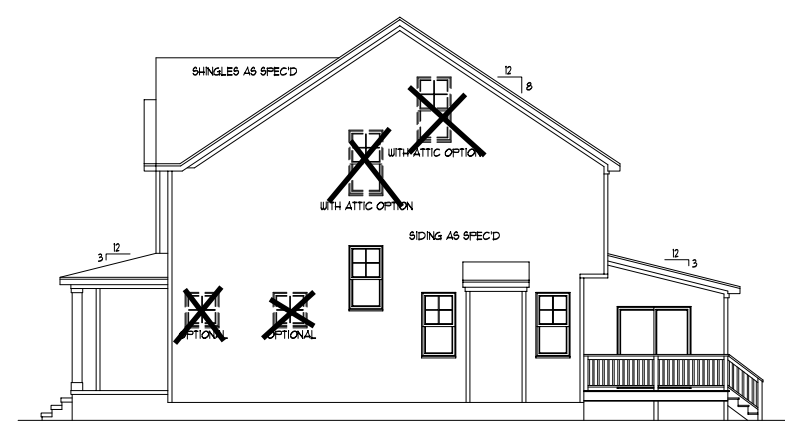 SHINGLES AS SPEC'D
12
8
WITH ATTIC OPTION
WITH ATTIC OPTION
SIDING AS SPEC'D
12
3
12
3
OPTIONAL
OPTIONAL